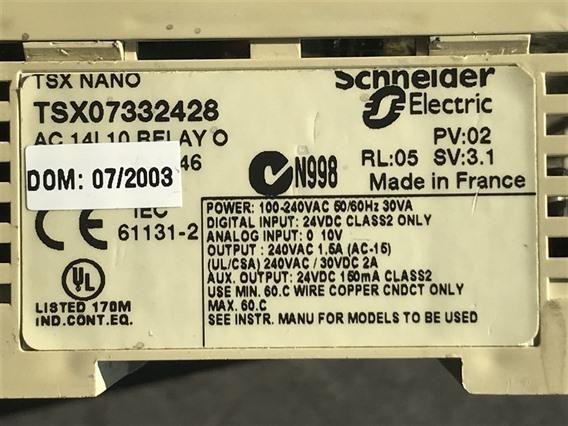 TSX NANO
TSX07332428
AC 14I 10 RELAY O
46
DOM: 07/2003
CE IEC
61131-2
UL
LISTED 170M
IND.CONT.EQ.
N998
Schneider
Electric
PV:02
RL:05 SV:3.1
Made in France
POWER: 100-240VAC 50/60Hz 30VA
DIGITAL INPUT: 24VDC CLASS2 ONLY
ANALOG INPUT: 0 10V
OUTPUT : 240VAC 1.5A (AC-15)
(UL/CSA) 240VAC / 30VDC 2A
AUX. OUTPUT : 24VDC 150mA CLASS2
USE MIN. 60.C WIRE COPPER CNDCT ONLY
MAX. 60.C
SEE INSTR. MANU FOR MODELS TO BE USED